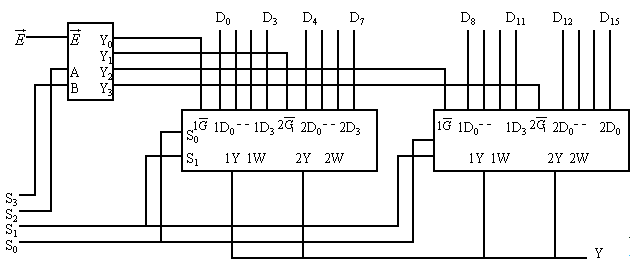 D₀ D₃ D₄ D₇ D₈ D₁₁ D₁₂ D₁₅
E̅ E̅ Y₀
Y₁
A Y₂
B Y₃
1G̅ 1D₀-- 1D₃ 2G̅ 2D₀-- 2D₃ 1G̅ 1D₀-- 1D₃ 2G̅ 2D₀-- 2D₀
S₀
S₁ 1Y 1W 2Y 2W 1Y 1W 2Y 2W
S₃
S₂
S₁
S₀ Y